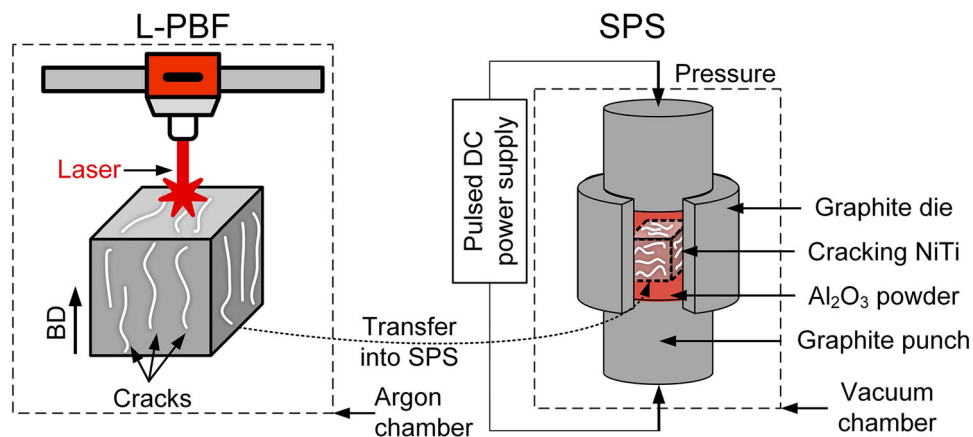 L-PBF
Laser
BD
Cracks
Argon
chamber
Transfer
into SPS
SPS
Pressure
Pulsed DC
power supply
Graphite die
Cracking NiTi
Al₂O₃ powder
Graphite punch
Vacuum
chamber